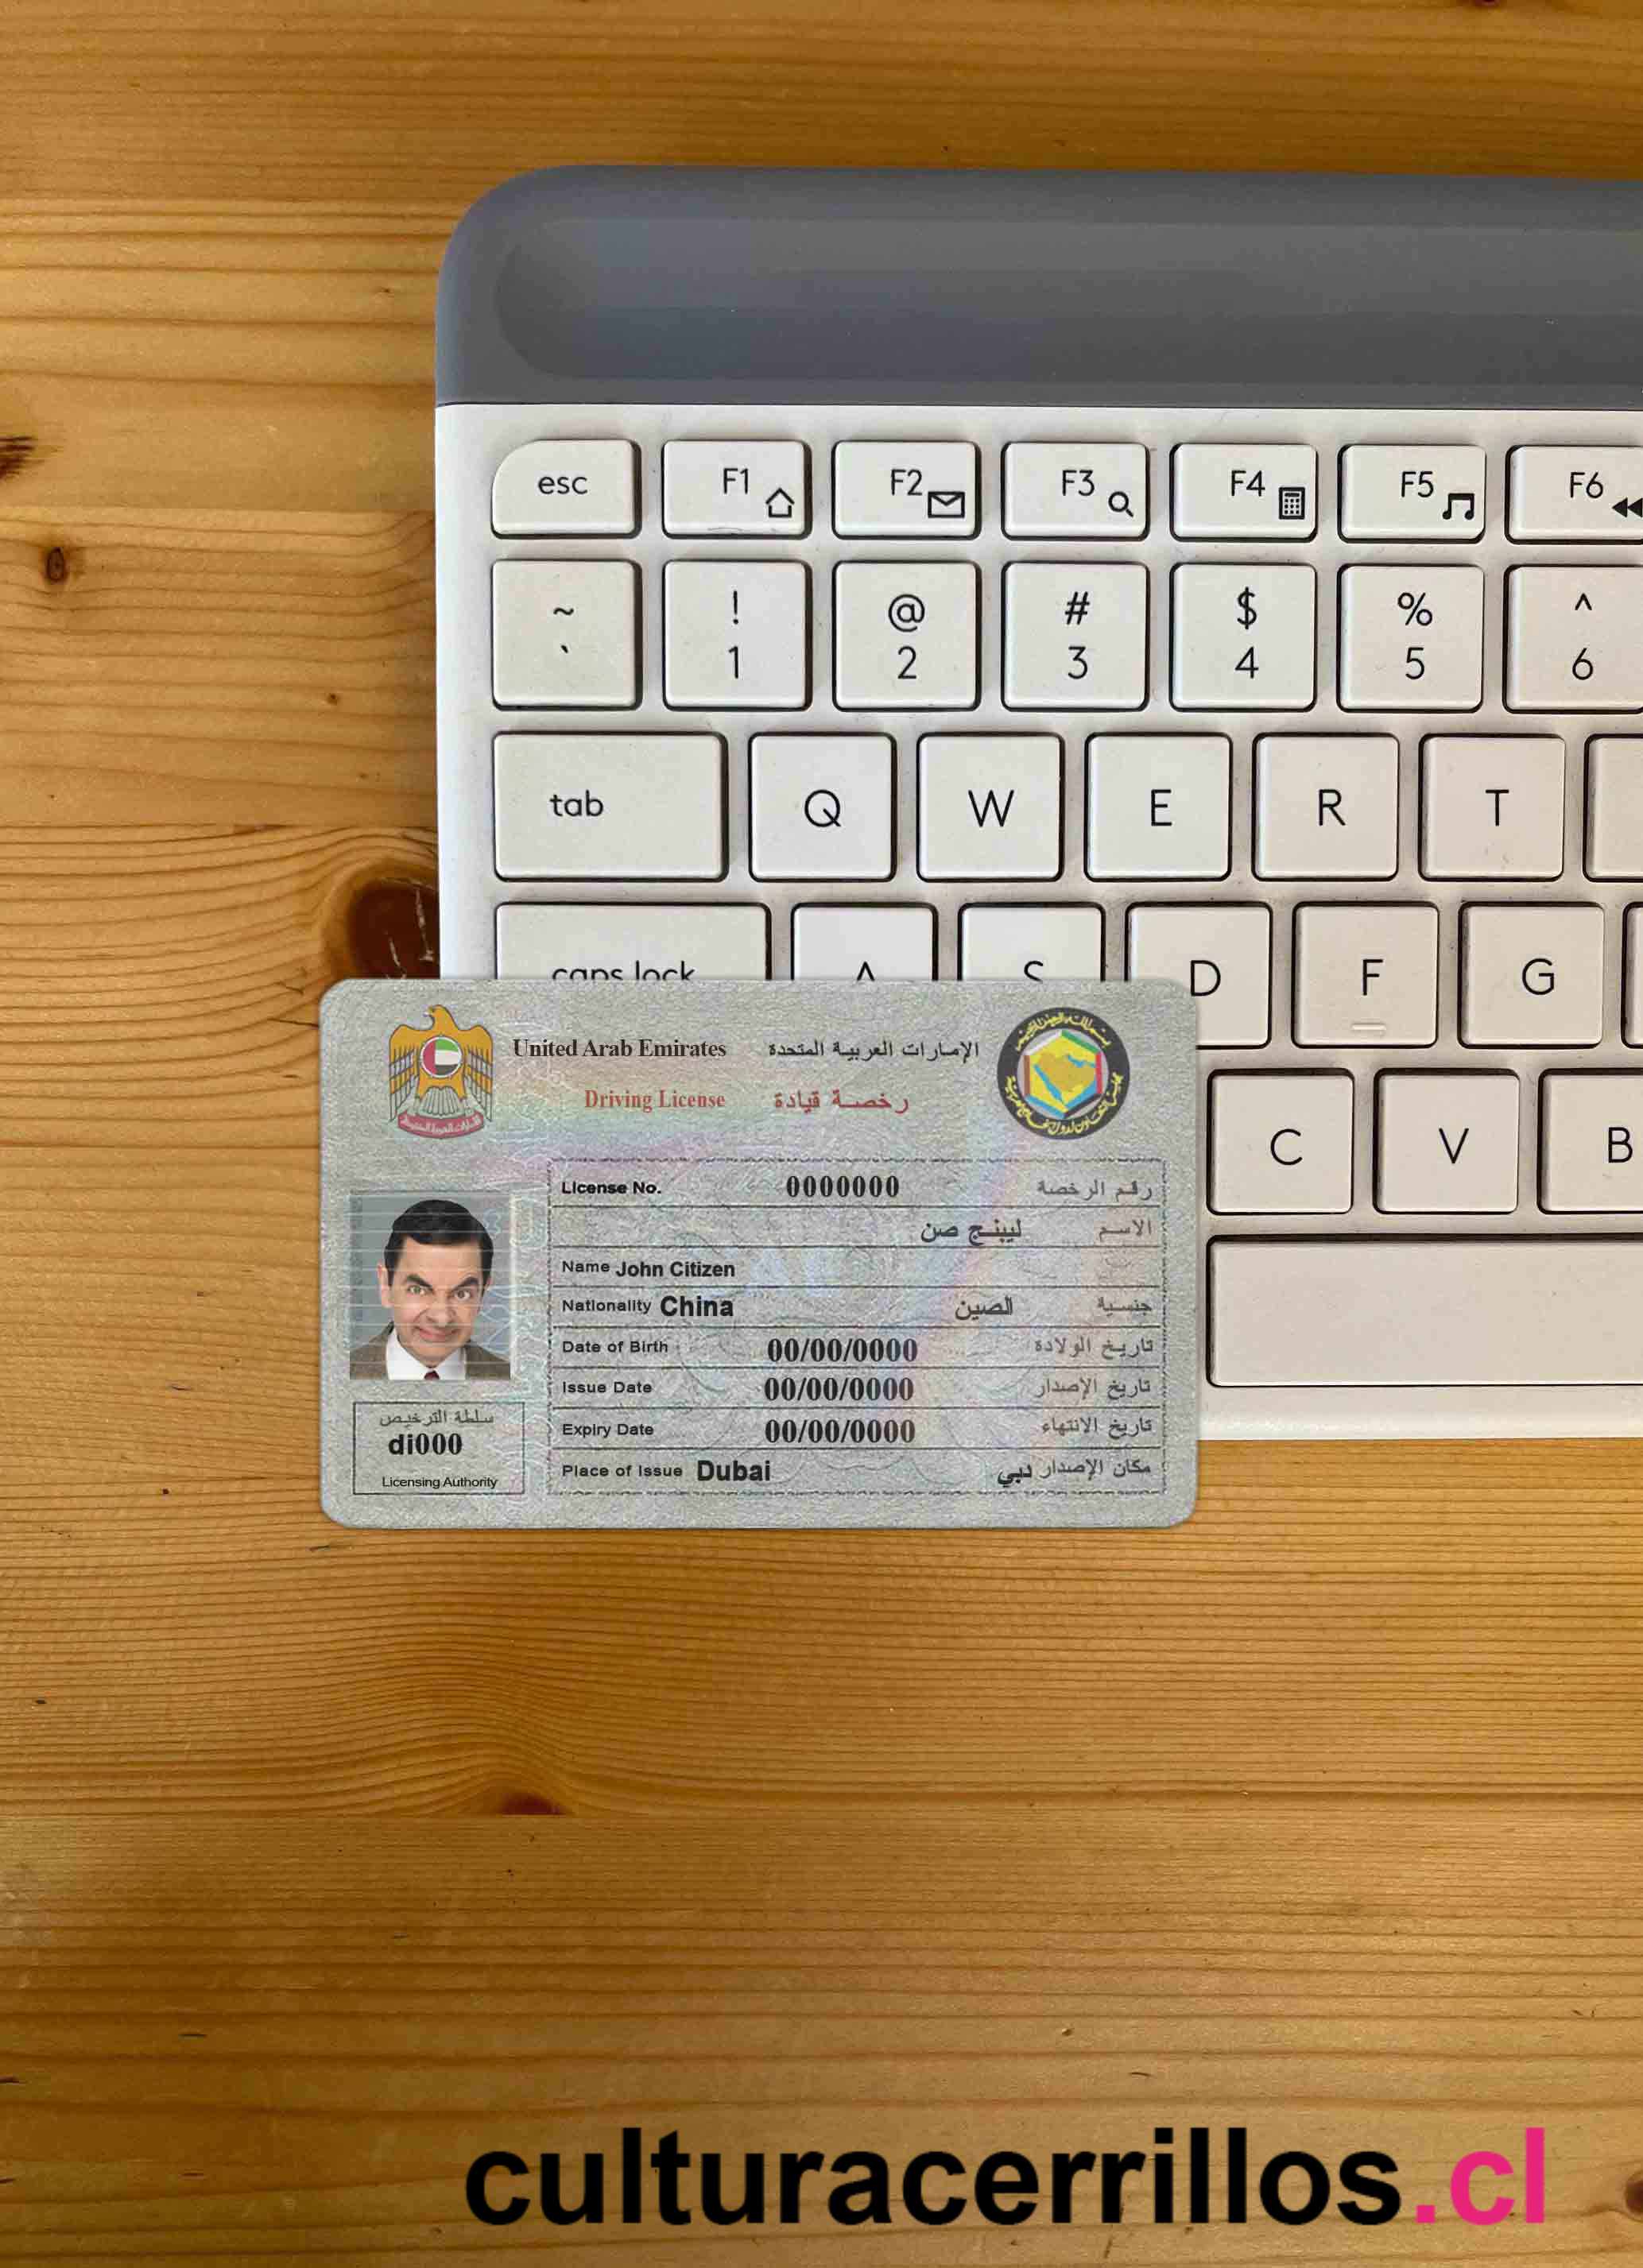 esc F1 F2 F3 F4 F5 F6
~ ! @ # $ % ^
` 1 2 3 4 5 6
tab Q W E R T
caps lock A S D F G
United Arab Emirates الإمارات العربية المتحدة
Driving License رخصة قيادة
C V B
License No. 0000000 رقم الرخصة
ليبنج صن الاسم
Name John Citizen
Nationality China الصين جنسية
Date of Birth 00/00/0000 تاريخ الولادة
Issue Date 00/00/0000 تاريخ الإصدار
Expiry Date 00/00/0000 تاريخ الانتهاء
Place of Issue Dubai مكان الإصدار دبي
سلطة الترخيص
di000
Licensing Authority
culturacerrillos.cl